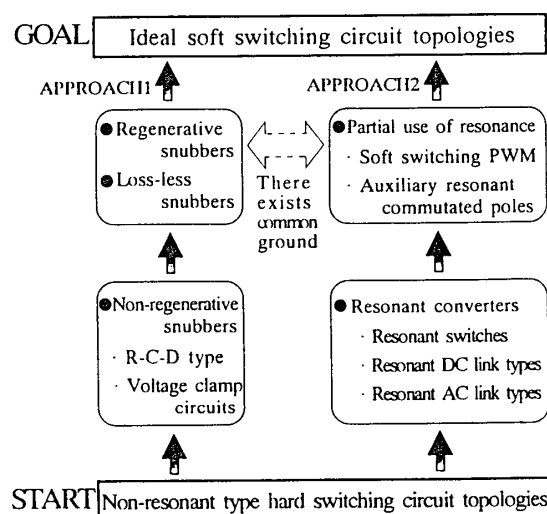 GOAL Ideal soft switching circuit topologies
APPROACH1
APPROACH2
● Regenerative
snubbers
● Loss-less
snubbers
There
exists
common
ground
● Partial use of resonance
· Soft switching PWM
· Auxiliary resonant
commutated poles
● Non-regenerative
snubbers
· R-C-D type
· Voltage clamp
circuits
● Resonant converters
· Resonant switches
· Resonant DC link types
· Resonant AC link types
START Non-resonant type hard switching circuit topologies